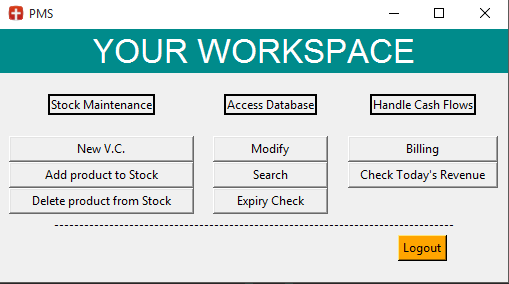 PMS
YOUR WORKSPACE
Stock Maintenance Access Database Handle Cash Flows
New V.C. Modify Billing
Add product to Stock Search Check Today's Revenue
Delete product from Stock Expiry Check
Logout